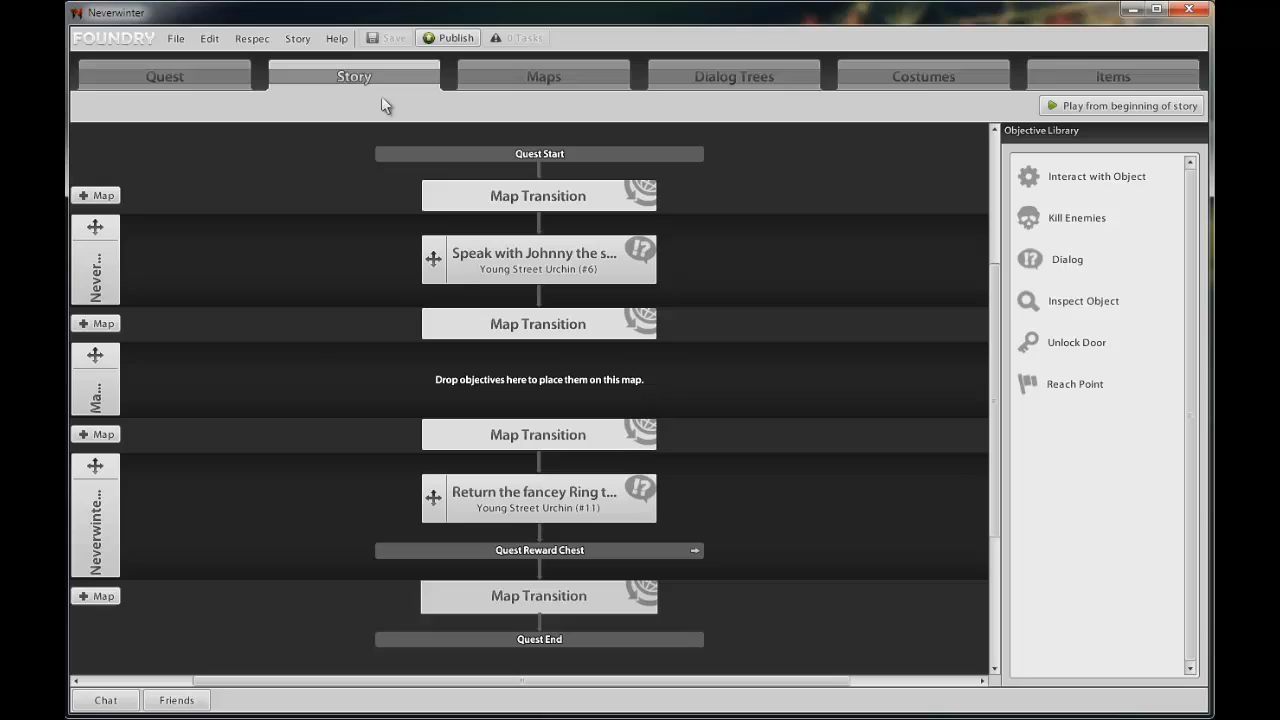 Neverwinter
FOUNDRY File Edit Respec Story Help Save Publish 0 Tasks
Quest Story Maps Dialog Trees Costumes Items
Play from beginning of story
Objective Library
Quest Start
+ Map Map Transition
Never... Speak with Johnny the s...
Young Street Urchin (#6)
+ Map Map Transition
Ma... Drop objectives here to place them on this map.
+ Map Map Transition
Neverwinte... Return the fancey Ring t...
Young Street Urchin (#11)
Quest Reward Chest
+ Map Map Transition
Quest End
Interact with Object
Kill Enemies
Dialog
Inspect Object
Unlock Door
Reach Point
Chat Friends